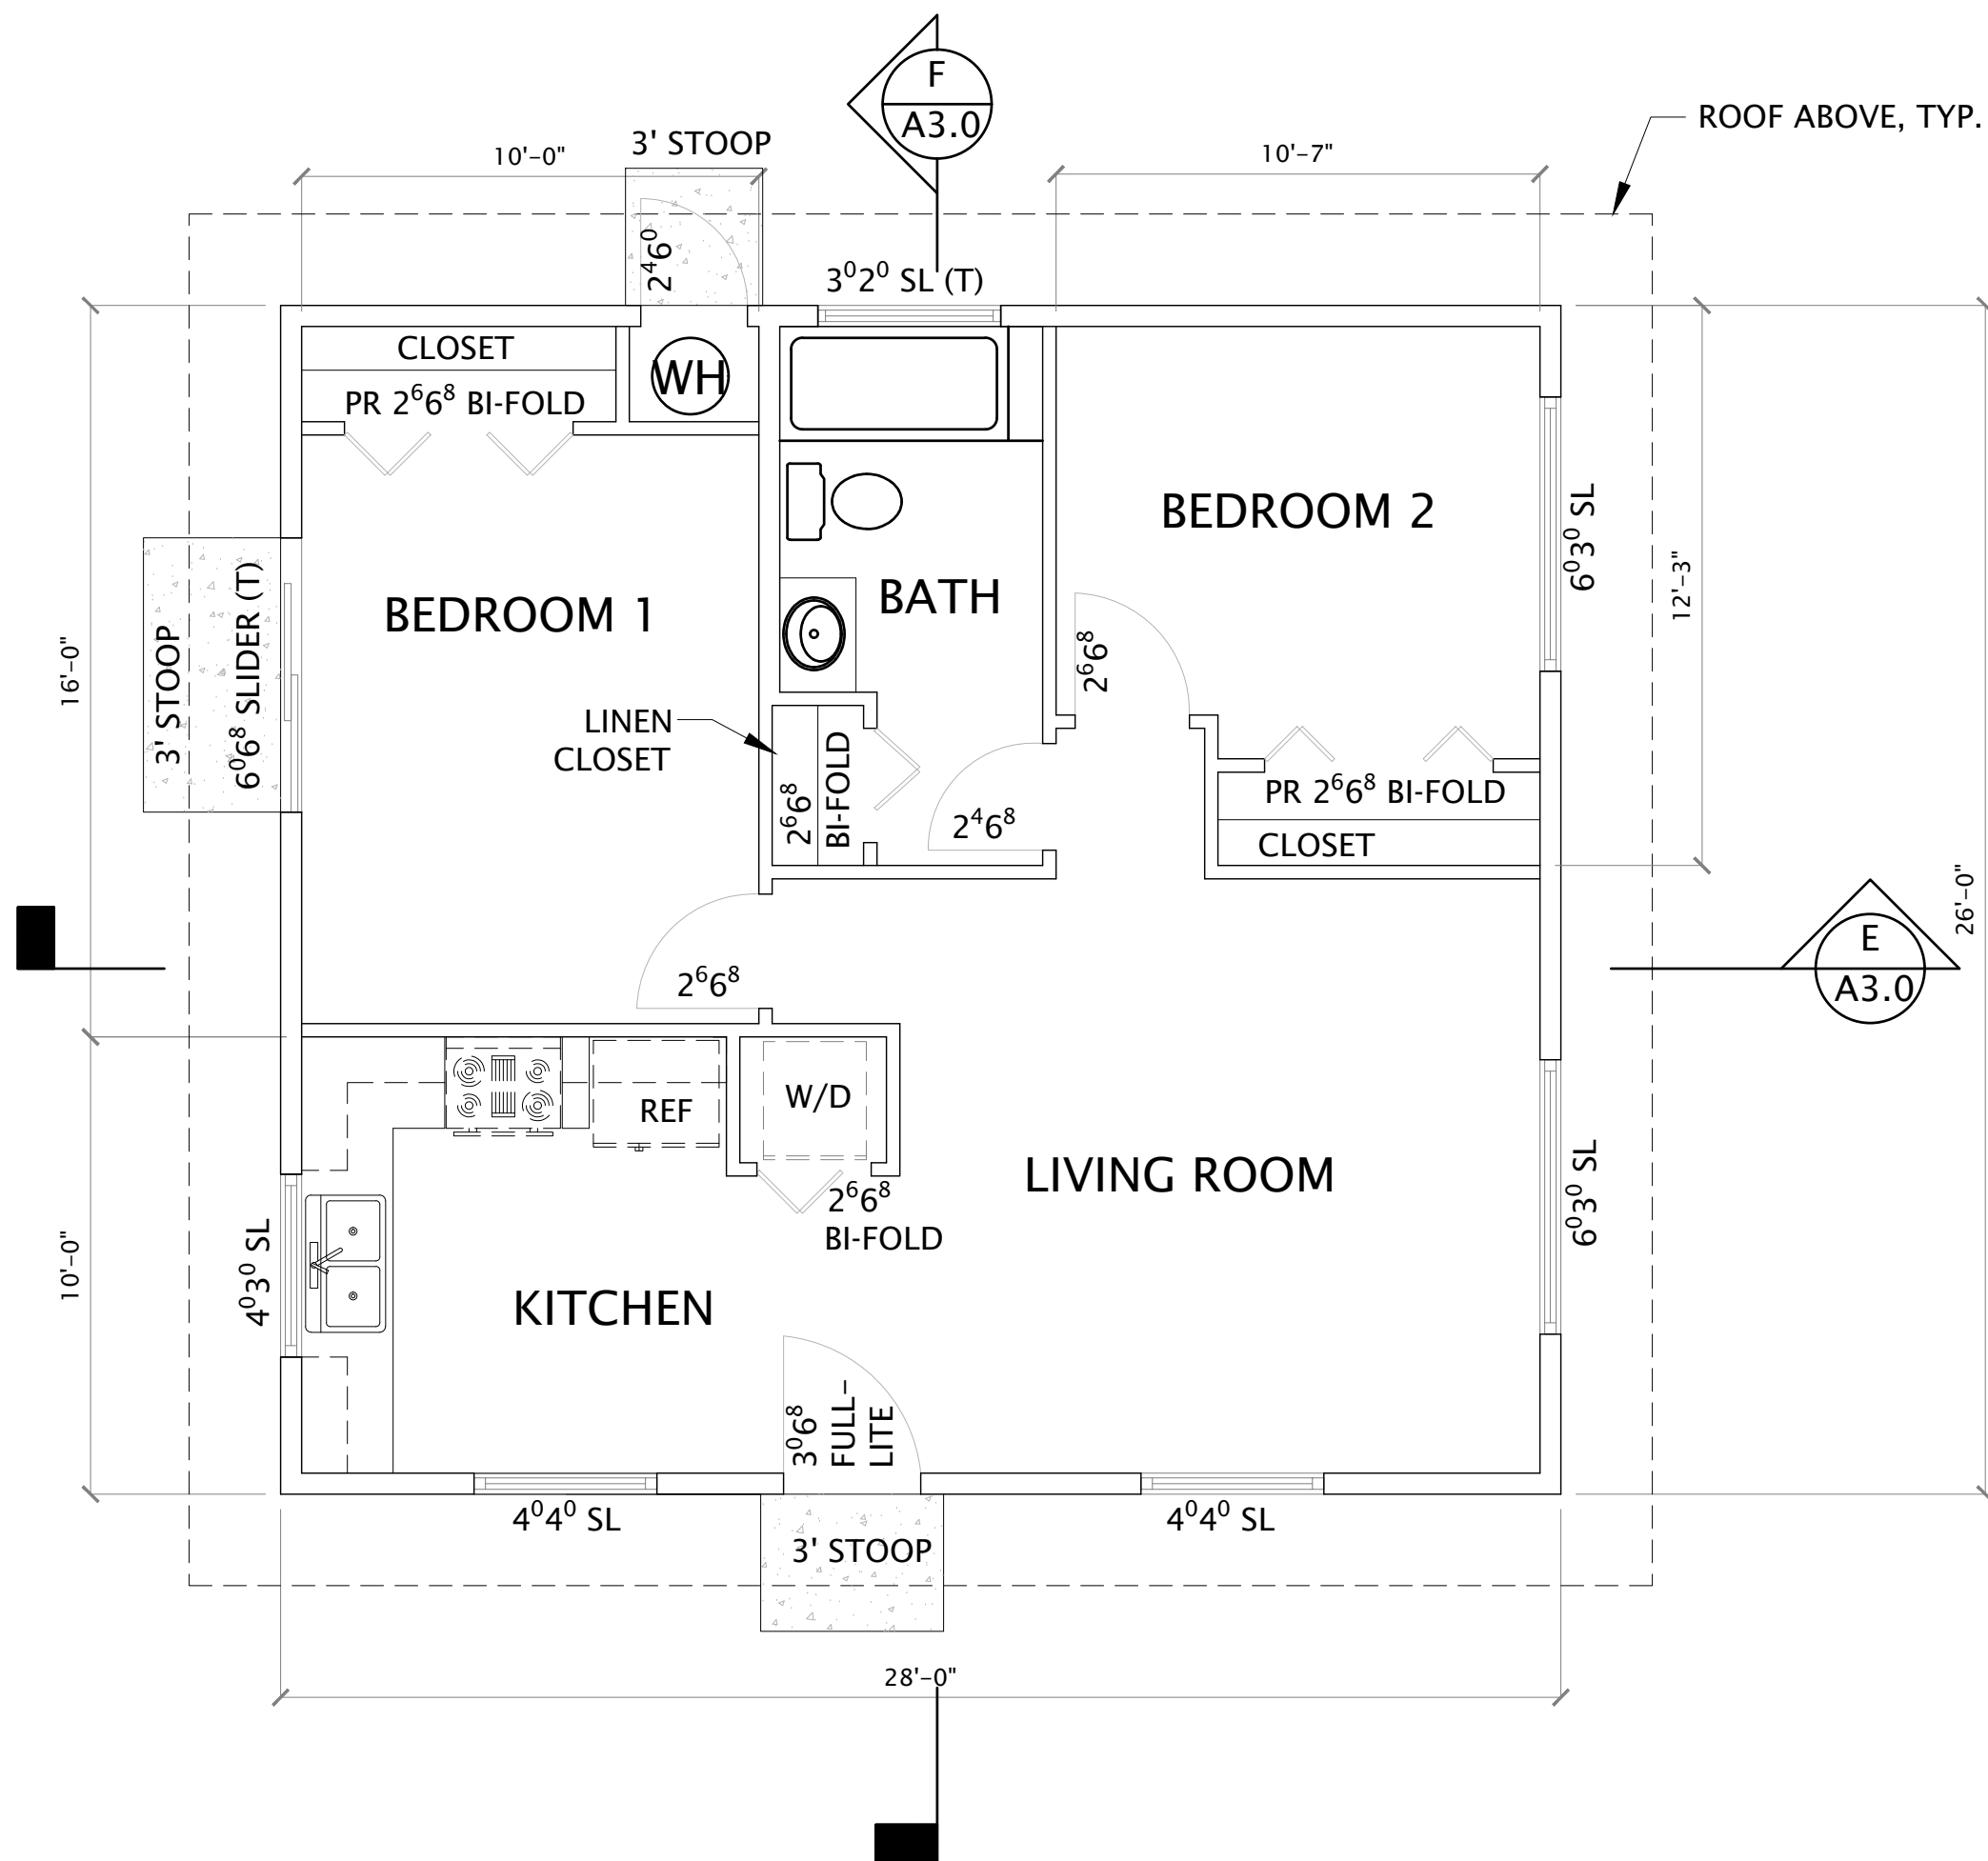 F
A3.0
ROOF ABOVE, TYP.
3' STOOP
10'-0"
10'-7"
2⁴6⁰
3⁰2⁰ SL (T)
CLOSET
WH
PR 2⁶6⁸ BI-FOLD
BEDROOM 2
6⁰3⁰ SL
BATH
BEDROOM 1
12'-3"
16'-0"
3' STOOP
6⁰6⁸ SLIDER (T)
2⁶6⁸
LINEN
CLOSET
2⁶6⁸
BI-FOLD
PR 2⁶6⁸ BI-FOLD
2⁴6⁸
CLOSET
26'-0"
E
A3.0
2⁶6⁸
W/D
REF
LIVING ROOM
6⁰3⁰ SL
2⁶6⁸
BI-FOLD
4⁰3⁰ SL
10'-0"
KITCHEN
3⁰6⁸
FULL-
LITE
4⁰4⁰ SL
4⁰4⁰ SL
3' STOOP
28'-0"